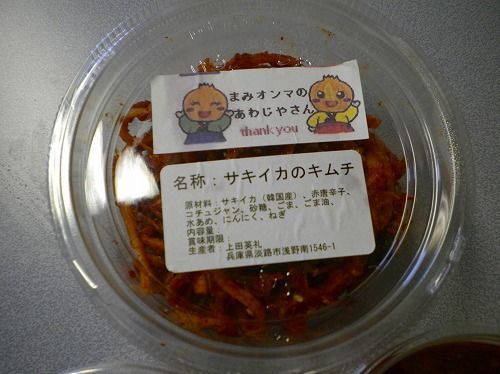 まみオンマの
あわじやさん
thank you
名称：サキイカのキムチ
原材料：サキイカ（韓国産）、赤唐辛子、
コチュジャン、砂糖、ごま、ごま油、
水あめ、にんにく、ねぎ
内容量：
賞味期限：
生産者：上田英礼
兵庫県淡路市浅野南1546-1